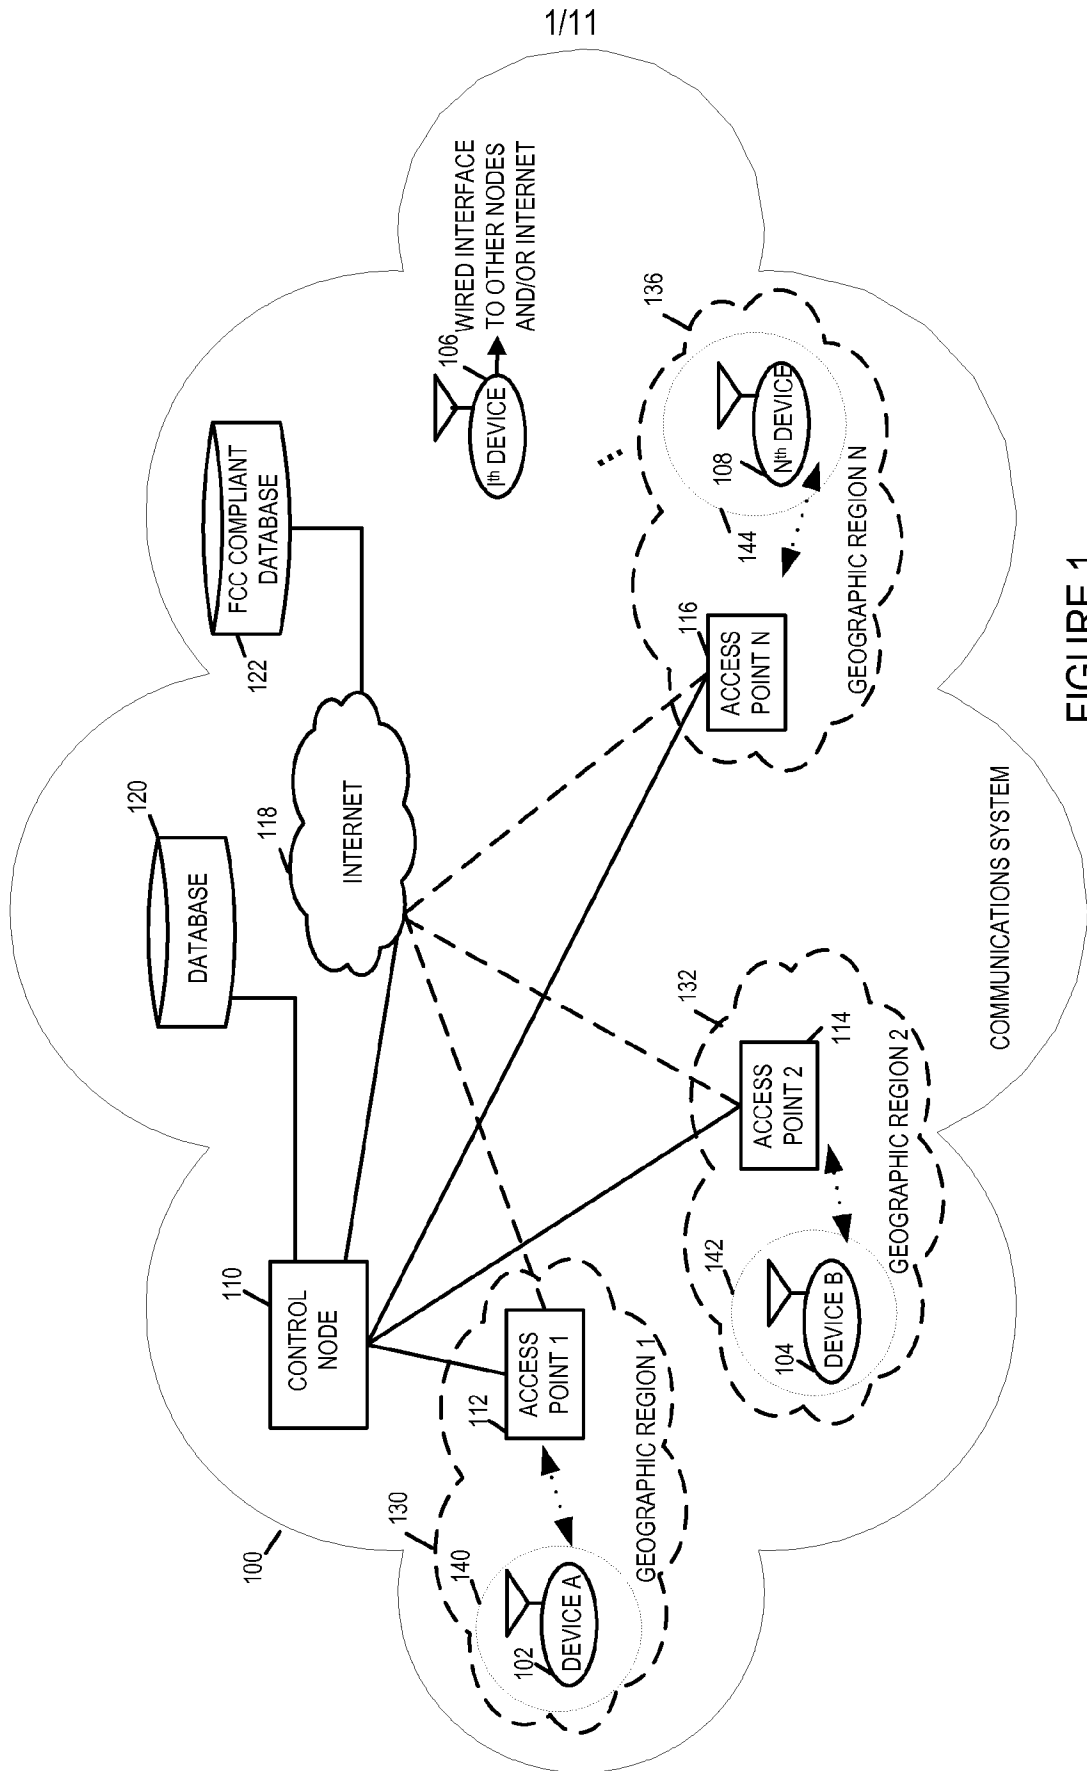 1/11
100
110
CONTROL
NODE
120
DATABASE
118
INTERNET
122
FCC COMPLIANT
DATABASE
106
Ith DEVICE
WIRED INTERFACE
TO OTHER NODES
AND/OR INTERNET
130
140
102
DEVICE A
112
ACCESS
POINT 1
GEOGRAPHIC REGION 1
132
142
104
DEVICE B
114
ACCESS
POINT 2
GEOGRAPHIC REGION 2
136
116
ACCESS
POINT N
144
108
Nth DEVICE
GEOGRAPHIC REGION N
COMMUNICATIONS SYSTEM
FIGURE 1